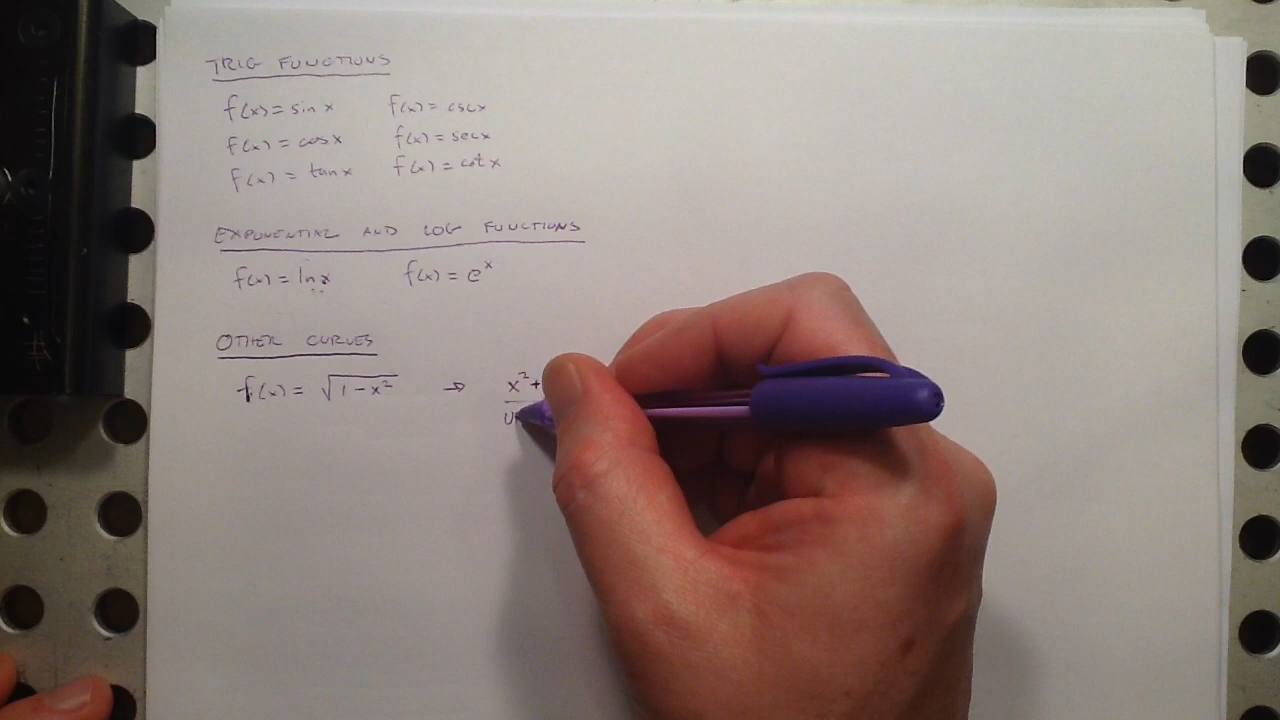 TRIG FUNCTIONS
f(x) = sin x f(x) = csc x
f(x) = cos x f(x) = sec x
f(x) = tan x f(x) = cot x
EXPONENTIAL AND LOG FUNCTIONS
f(x) = ln x f(x) = e^x
OTHER CURVES
f(x) = √(1 - x²) → x² +